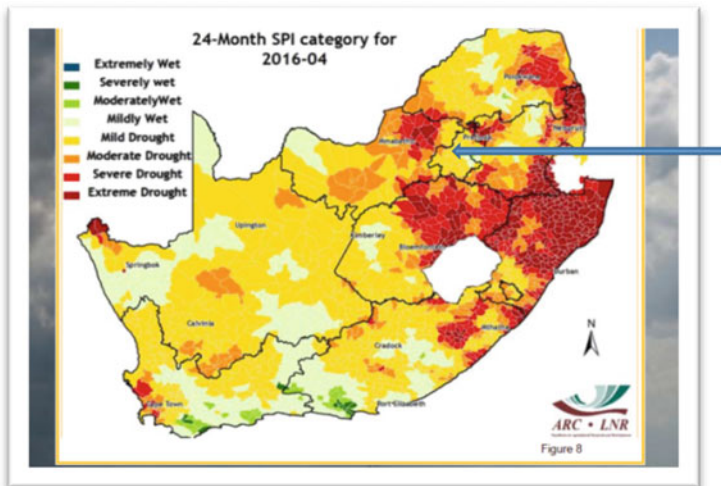 24-Month SPI category for
2016-04
Extremely Wet
Severely wet
ModeratelyWet
Mildly Wet
Mild Drought
Moderate Drought
Severe Drought
Extreme Drought
Upington
Kimberley
Springbok
Durban
Calvinia
Mthatha
Cradock
Cape Town
Port Elizabeth
N
ARC • LNR
Figure 8